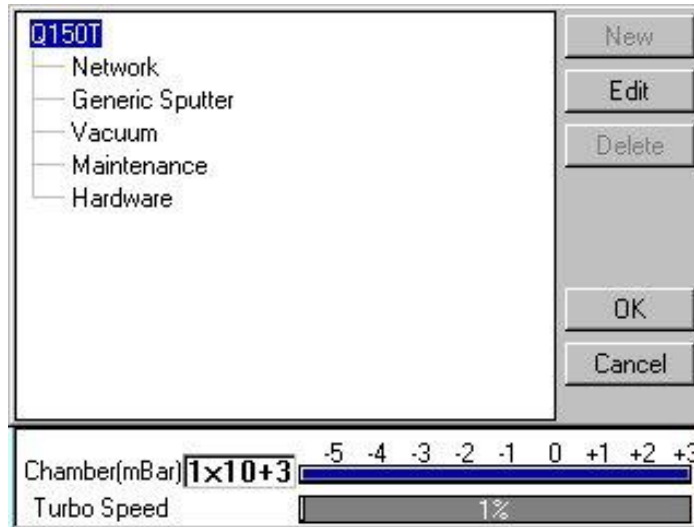 Q150T
Network
Generic Sputter
Vacuum
Maintenance
Hardware
New
Edit
Delete
OK
Cancel
-5 -4 -3 -2 -1 0 +1 +2 +3
Chamber(mBar) 1x10+3
Turbo Speed 1%